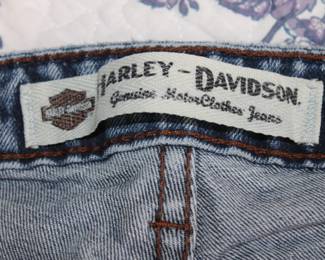 HARLEY-DAVIDSON.
Genuine MotorClothes Jeans